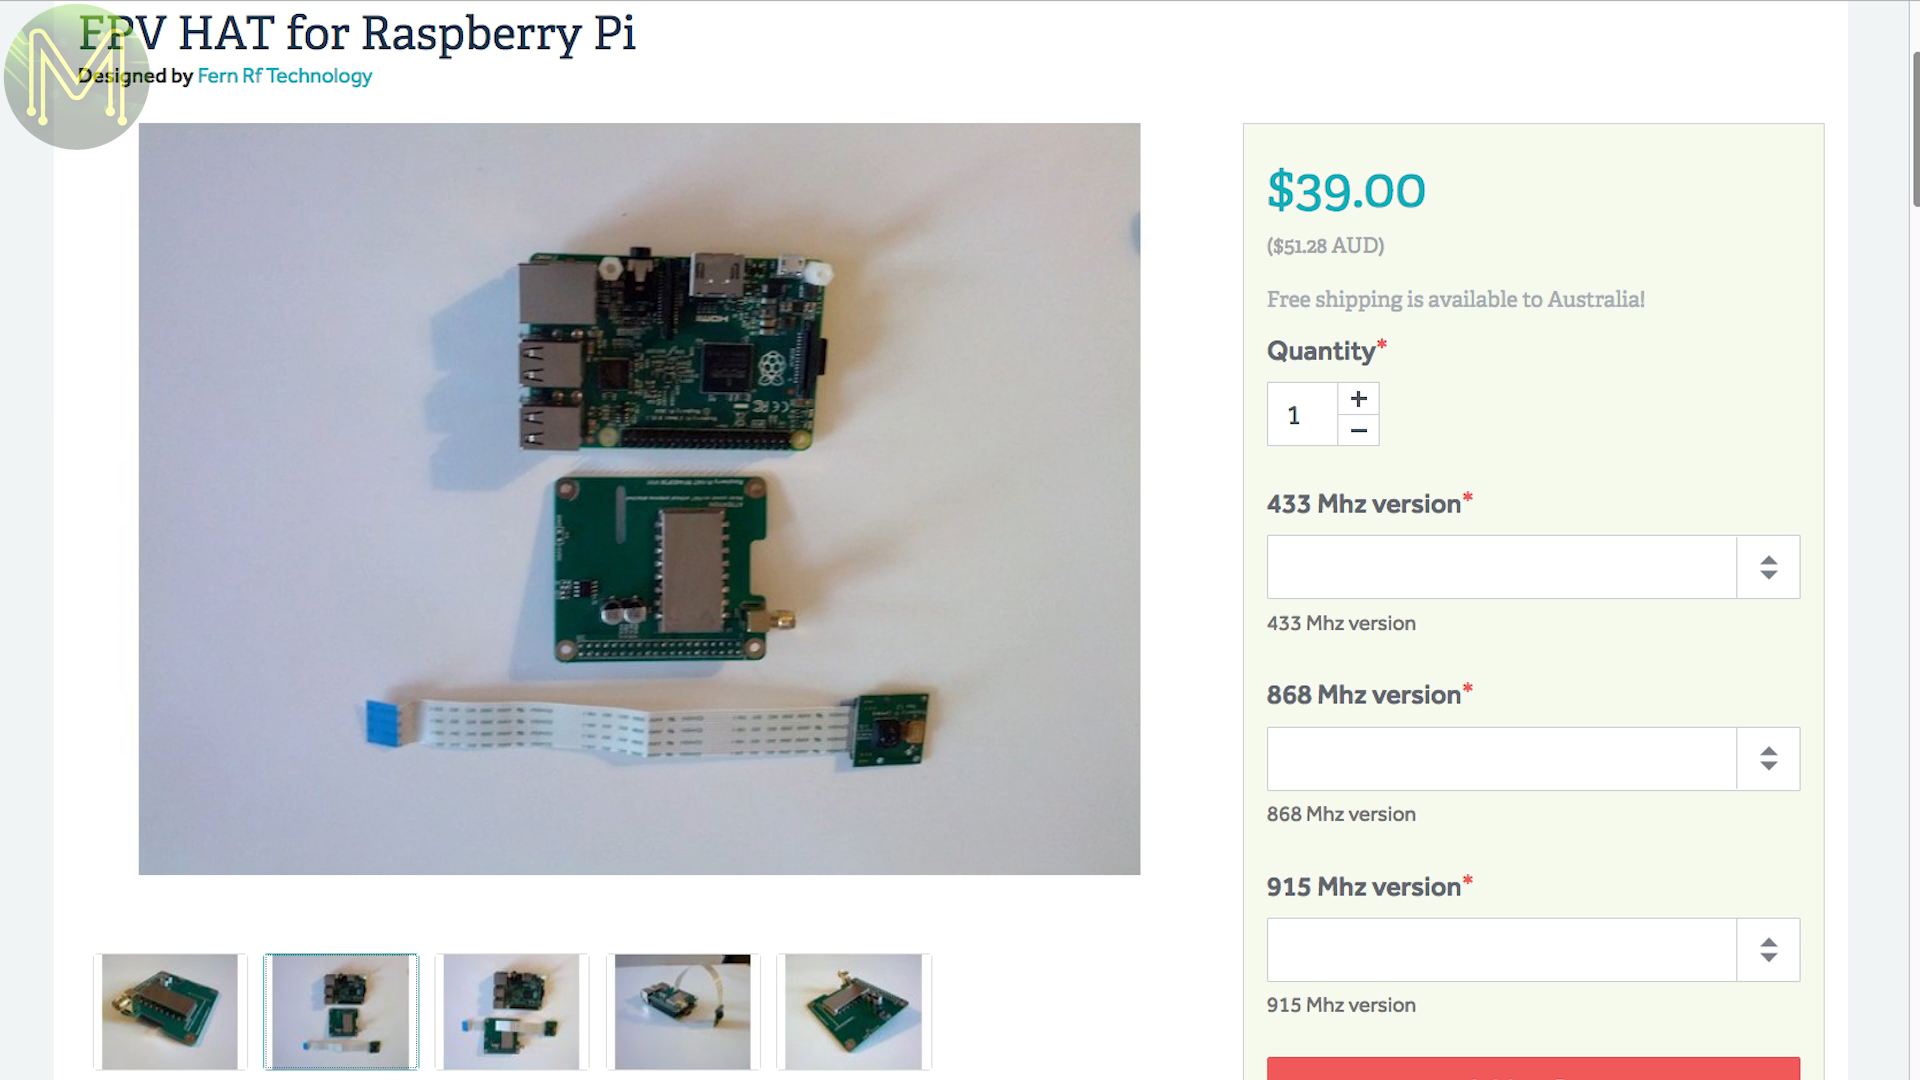 FPV HAT for Raspberry Pi
Designed by Fern Rf Technology
$39.00
($51.28 AUD)
Free shipping is available to Australia!
Quantity*
1
+
−
433 Mhz version*
433 Mhz version
868 Mhz version*
868 Mhz version
915 Mhz version*
915 Mhz version
HDMI
M